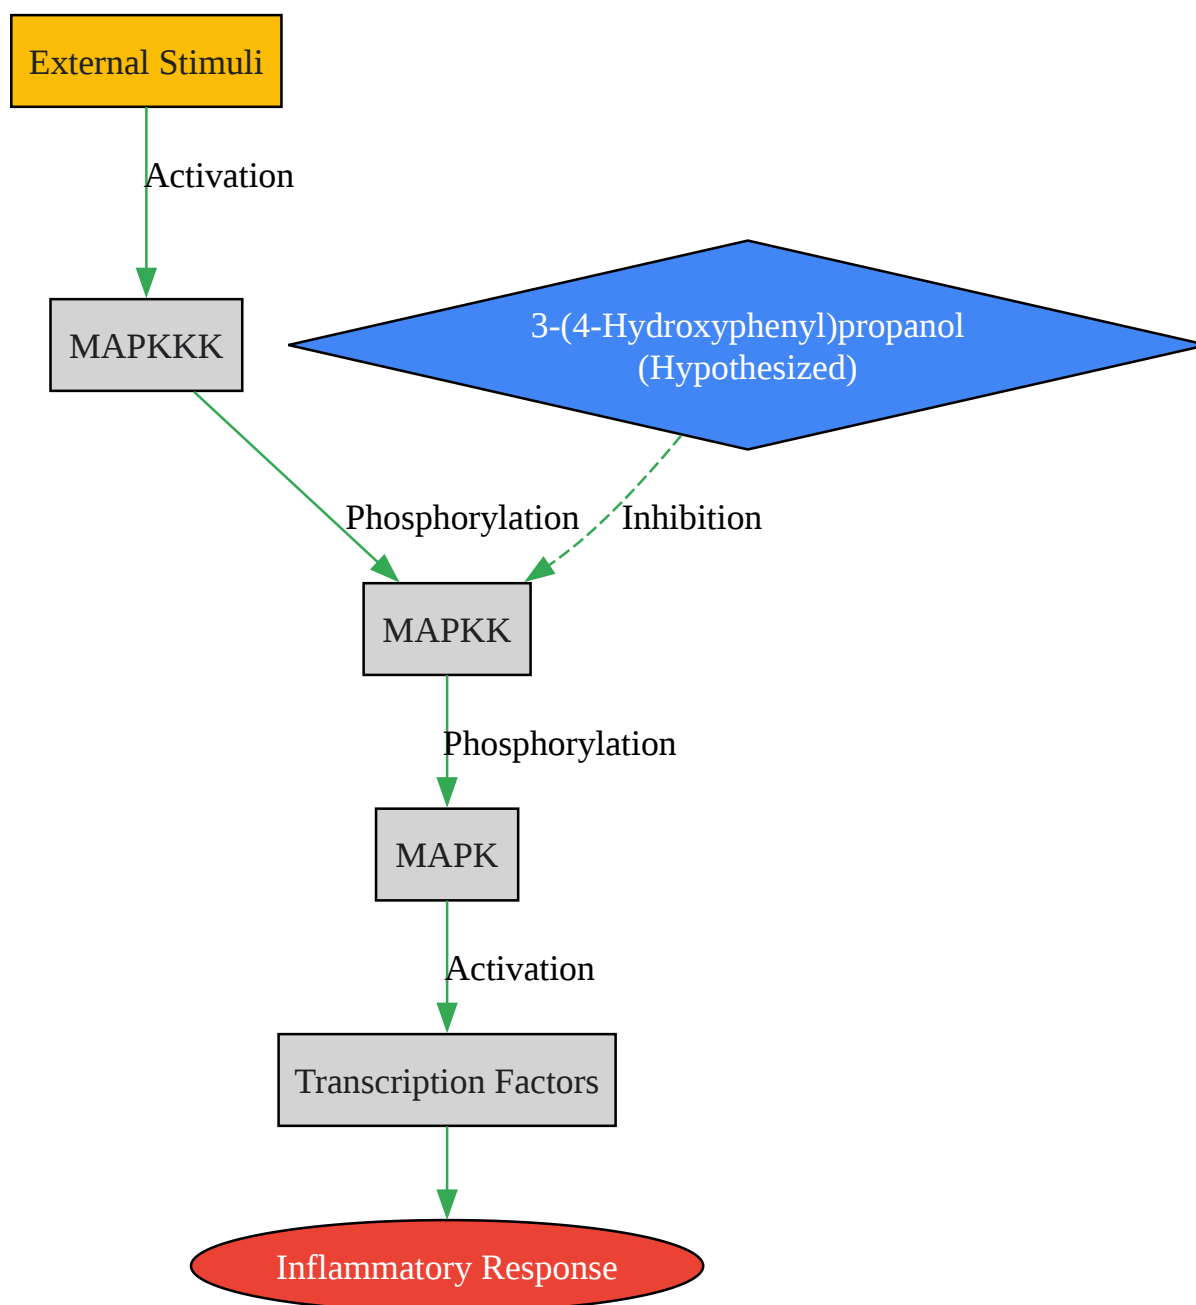 External Stimuli
Activation
MAPKKK
3-(4-Hydroxyphenyl)propanol
(Hypothesized)
Phosphorylation
Inhibition
MAPKK
Phosphorylation
MAPK
Activation
Transcription Factors
Inflammatory Response